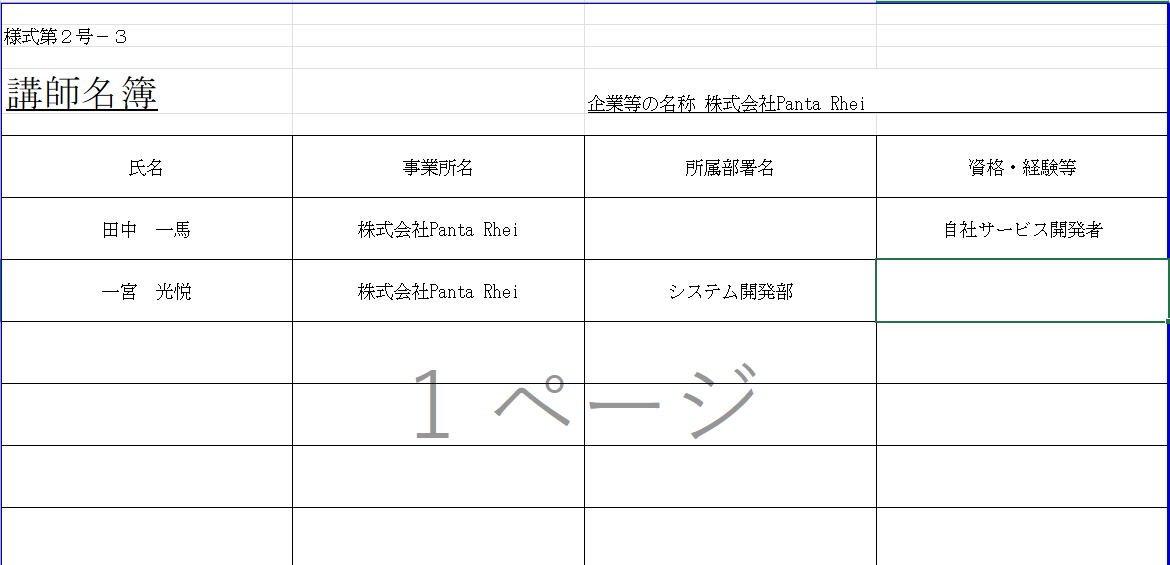 様式第２号－３
講師名簿
企業等の名称 株式会社Panta Rhei
氏名 事業所名 所属部署名 資格・経験等
田中　一馬 株式会社Panta Rhei 自社サービス開発者
一宮　光悦 株式会社Panta Rhei システム開発部
1 ページ